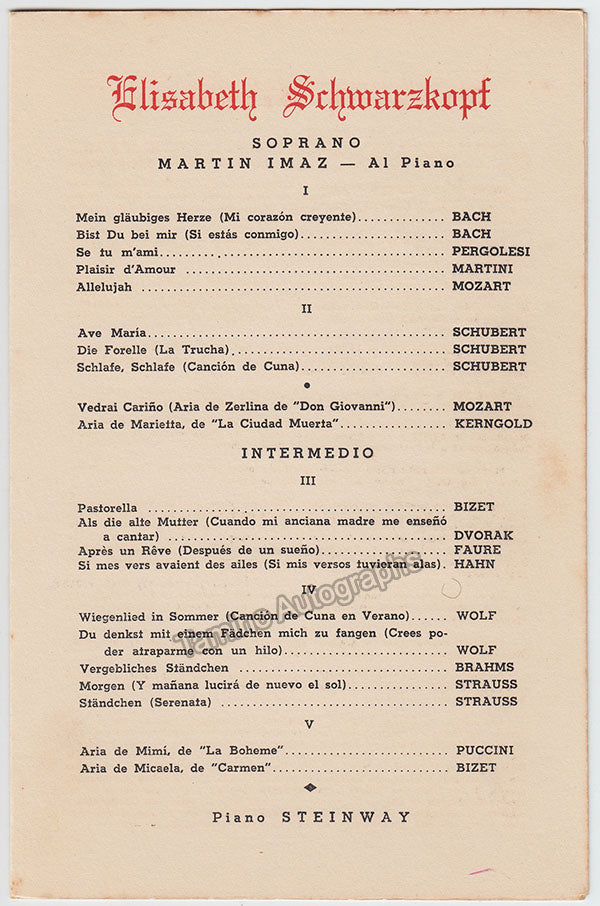 Elisabeth Schwarzkopf
SOPRANO
MARTIN IMAZ — Al Piano
I
Mein gläubiges Herze (Mi corazón creyente).............. BACH
Bist Du bei mir (Si estás conmigo)....................... BACH
Se tu m'ami............................................. PERGOLESI
Plaisir d'Amour ........................................ MARTINI
Allelujah .............................................. MOZART
II
Ave María............................................... SCHUBERT
Die Forelle (La Trucha)................................. SCHUBERT
Schlafe, Schlafe (Canción de Cuna)...................... SCHUBERT
•
Vedrai Cariño (Aria de Zerlina de "Don Giovanni")........ MOZART
Aria de Marietta, de "La Ciudad Muerta"................. KERNGOLD
INTERMEDIO
III
Pastorella ............................................. BIZET
Als die alte Mutter (Cuando mi anciana madre me enseñó
a cantar) .............................................. DVORAK
Après un Rêve (Después de un sueño)..................... FAURE
Si mes vers avaient des ailes (Si mis versos tuvieran alas). HAHN
IV
Wiegenlied in Sommer (Canción de Cuna en Verano)...... WOLF
Du denkst mit einem Fädchen mich zu fangen (Crees po-
der atraparme con un hilo).............................. WOLF
Vergebliches Ständchen ................................. BRAHMS
Morgen (Y mañana lucirá de nuevo el sol)................ STRAUSS
Ständchen (Serenata) ................................... STRAUSS
V
Aria de Mimí, de "La Boheme"............................ PUCCINI
Aria de Micaela, de "Carmen"............................ BIZET
Piano STEINWAY
Tamino Autographs